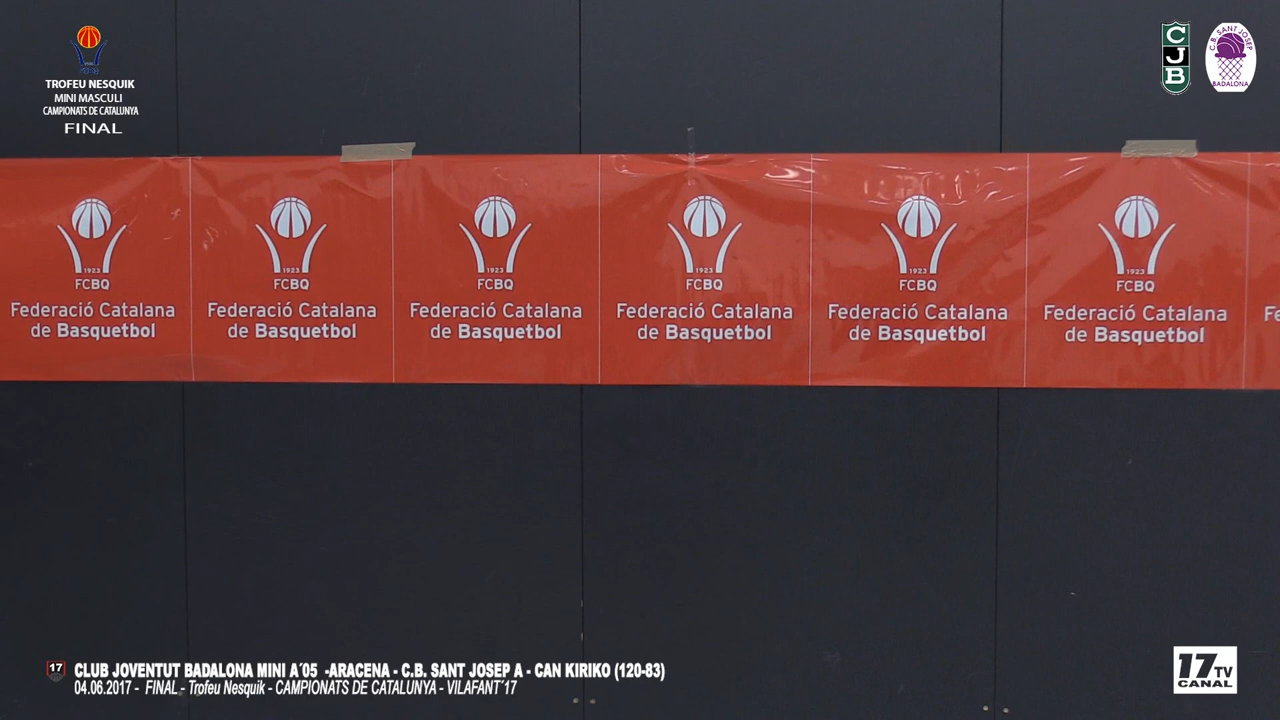 TROFEU NESQUIK
MINI MASCULI
CAMPIONATS DE CATALUNYA
FINAL
CJB
C.B. SANT JOSEP
BADALONA
1923
FCBQ
Federació Catalana
de Basquetbol
1923
FCBQ
Federació Catalana
de Basquetbol
1923
FCBQ
Federació Catalana
de Basquetbol
1923
FCBQ
Federació Catalana
de Basquetbol
1923
FCBQ
Federació Catalana
de Basquetbol
1923
FCBQ
Federació Catalana
de Basquetbol
Fe
17 CLUB JOVENTUT BADALONA MINI A´05 -ARACENA - C.B. SANT JOSEP A - CAN KIRIKO (120-83)
04.06.2017 - FINAL - Trofeu Nesquik - CAMPIONATS DE CATALUNYA - VILAFANT´17
17 TV
CANAL